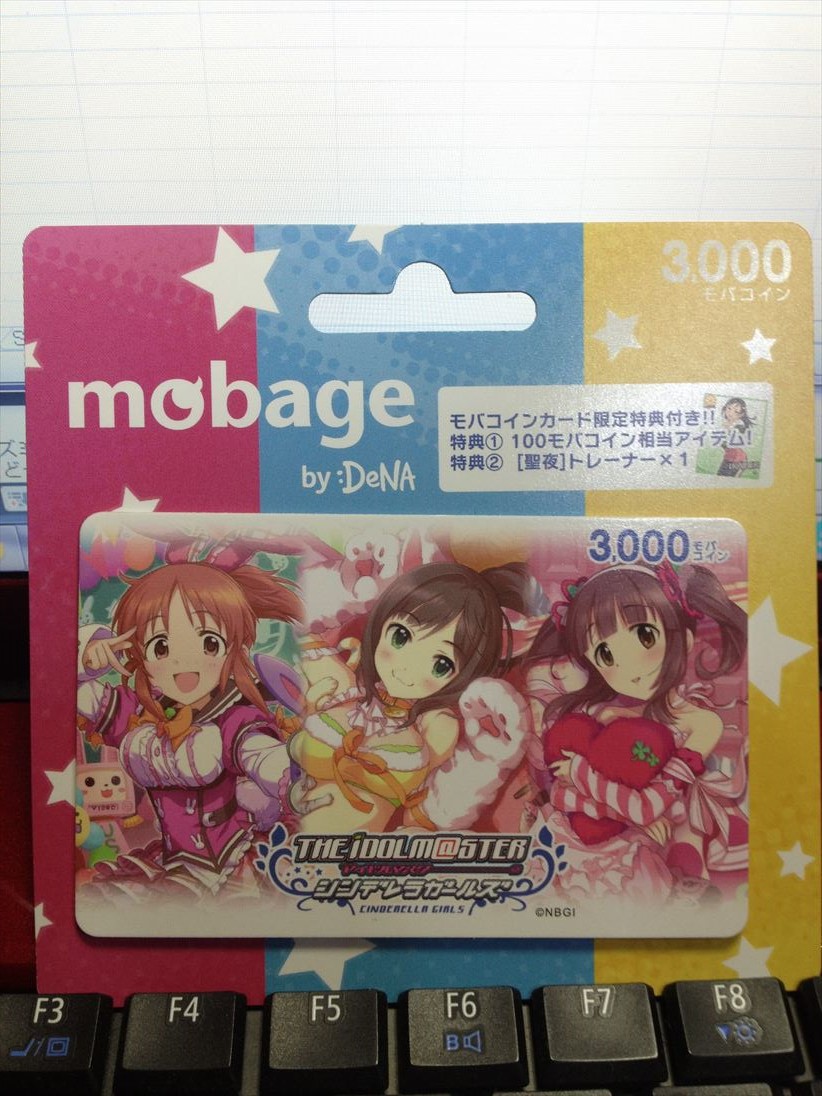 3,000
モバコイン
mobage
by :DeNA
モバコインカード限定特典付き!!
特典① 100モバコイン相当アイテム!
特典② [聖夜]トレーナー×1
3,000 モバコイン
THE iDOLM@STER
アイドルマスター
シンデレラガールズ
CINDERELLA GIRLS
©NBGI
F3 F4 F5 F6 F7 F8
B